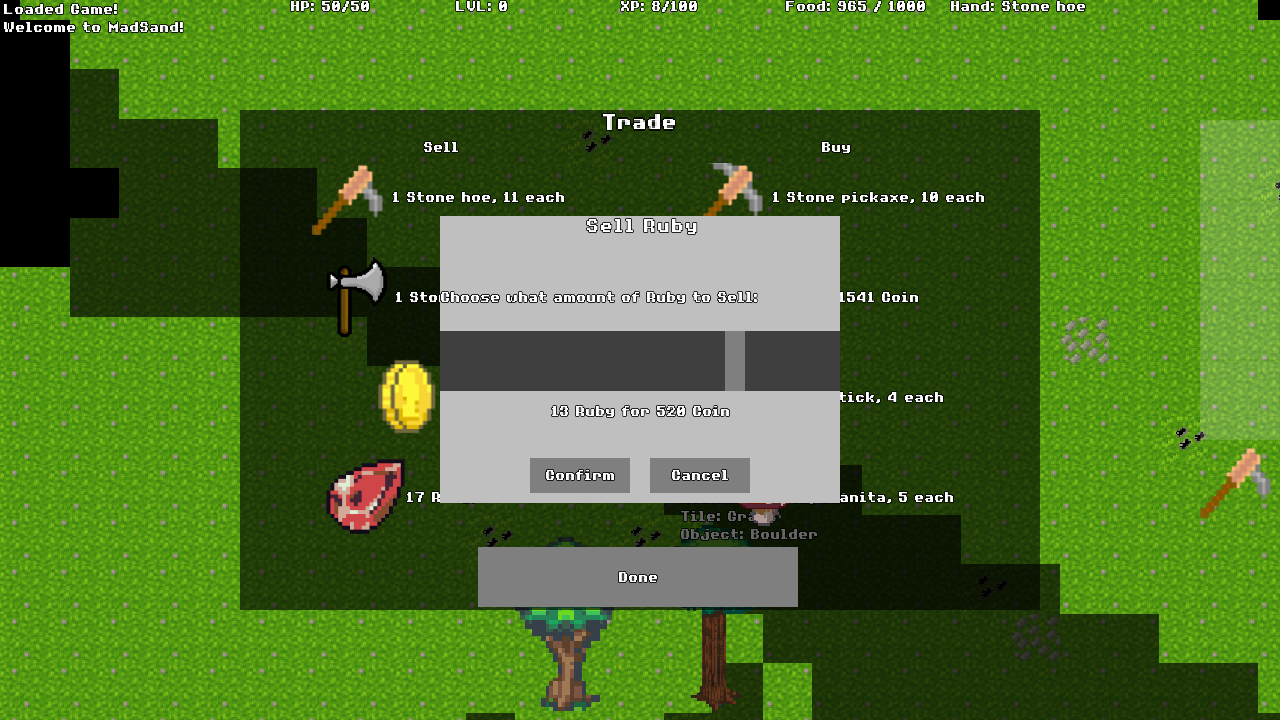 Loaded Game!
Welcome to MadSand!
HP: 50/50 LVL: 0 XP: 8/100 Food: 965 / 1000 Hand: Stone hoe
Trade
Sell Buy
1 Stone hoe, 11 each 1 Stone pickaxe, 10 each
Sell Ruby
1 Sto Choose what amount of Ruby to Sell: 1541 Coin
tick, 4 each
13 Ruby for 520 Coin
Confirm Cancel
17 R anita, 5 each
Tile: Grass
Object: Boulder
Done